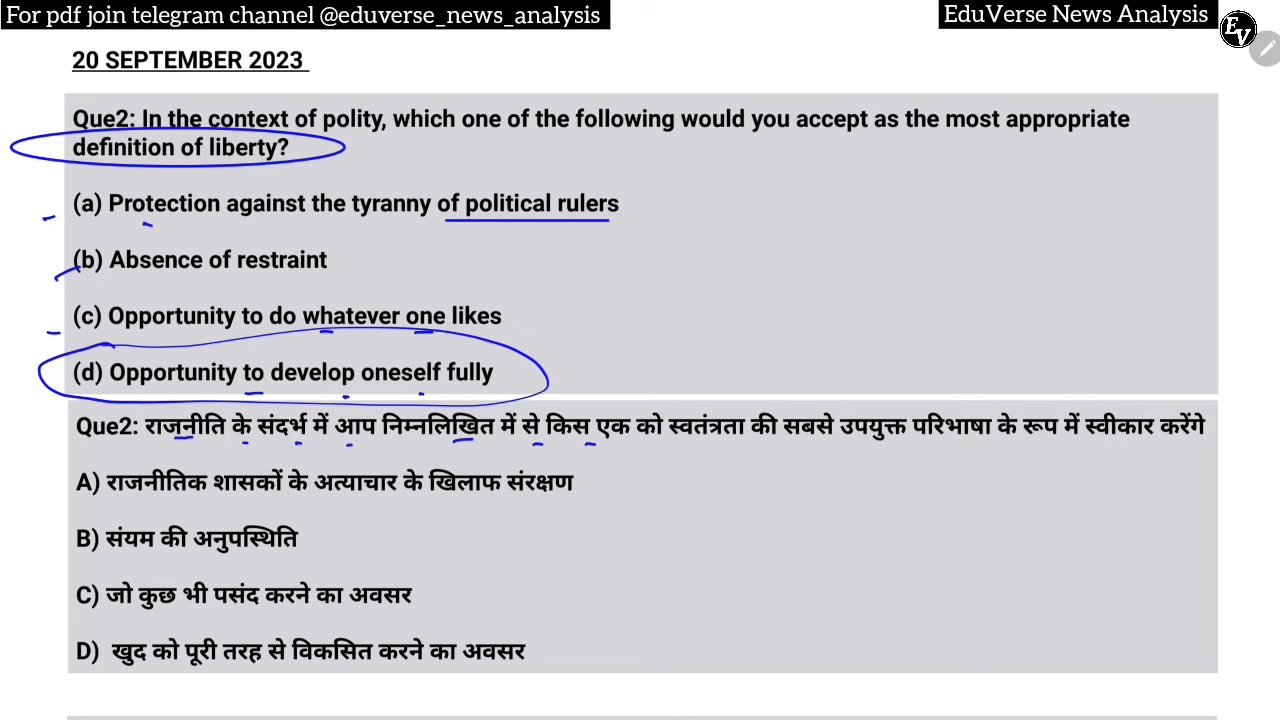 For pdf join telegram channel @eduverse_news_analysis
EduVerse News Analysis
EV
20 SEPTEMBER 2023
Que2: In the context of polity, which one of the following would you accept as the most appropriate
definition of liberty?
(a) Protection against the tyranny of political rulers
(b) Absence of restraint
(c) Opportunity to do whatever one likes
(d) Opportunity to develop oneself fully
Que2: राजनीति के संदर्भ में आप निम्नलिखित में से किस एक को स्वतंत्रता की सबसे उपयुक्त परिभाषा के रूप में स्वीकार करेंगे
A) राजनीतिक शासकों के अत्याचार के खिलाफ संरक्षण
B) संयम की अनुपस्थिति
C) जो कुछ भी पसंद करने का अवसर
D) खुद को पूरी तरह से विकसित करने का अवसर